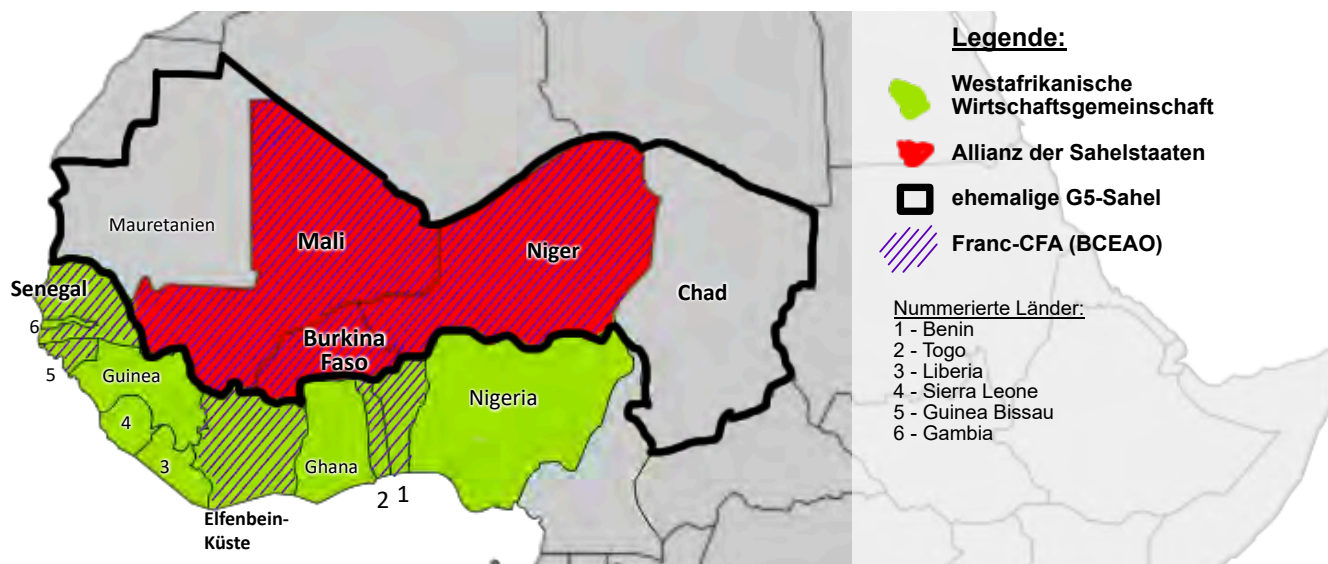 Legende:
Westafrikanische
Wirtschaftsgemeinschaft
Allianz der Sahelstaaten
ehemalige G5-Sahel
Franc-CFA (BCEAO)
Nummerierte Länder:
1 - Benin
2 - Togo
3 - Liberia
4 - Sierra Leone
5 - Guinea Bissau
6 - Gambia
Mauretanien
Mali
Niger
Chad
Senegal
6
Burkina
Faso
5
Guinea
4
3
Nigeria
Ghana
2
1
Elfenbein-
Küste